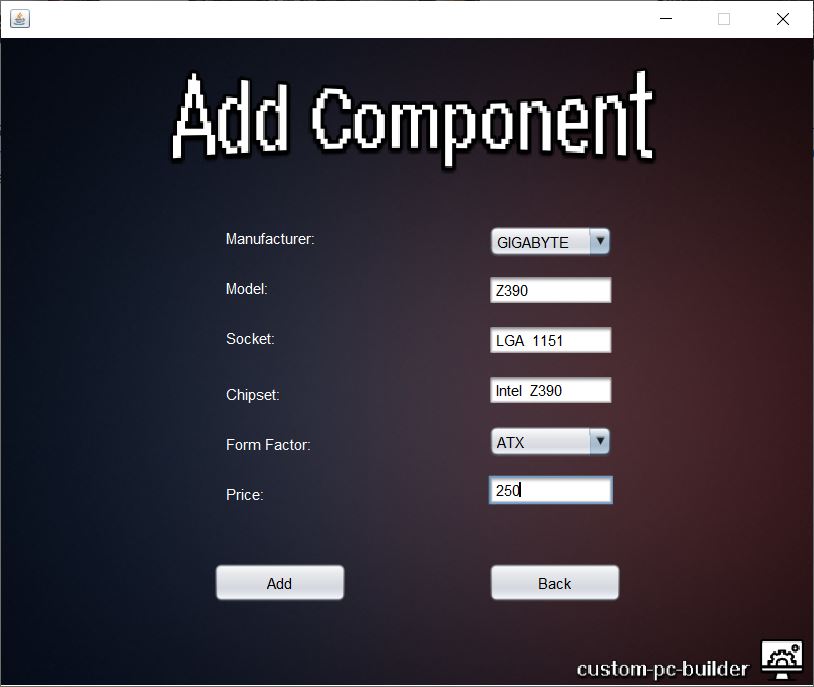 Add Component
Manufacturer: GIGABYTE
Model: Z390
Socket: LGA 1151
Chipset: Intel Z390
Form Factor: ATX
Price: 250
Add Back
custom-pc-builder